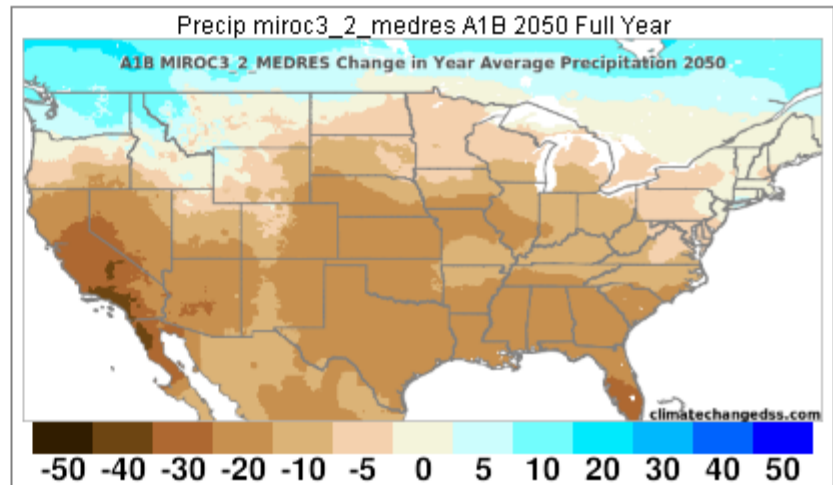 Precip miroc3_2_medres A1B 2050 Full Year
A1B MIROC3_2_MEDRES Change in Year Average Precipitation 2050
climatechangedss.com
-50 -40 -30 -20 -10 -5 0 5 10 20 30 40 50